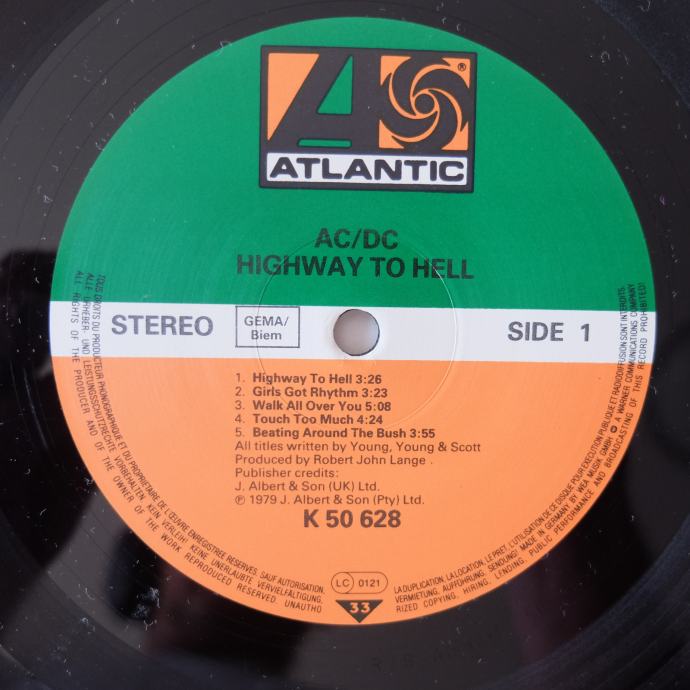 ATLANTIC
®
AC/DC
HIGHWAY TO HELL
STEREO
GEMA/
Biem
SIDE 1
1. Highway To Hell 3:26
2. Girls Got Rhythm 3:23
3. Walk All Over You 5:08
4. Touch Too Much 4:24
5. Beating Around The Bush 3:55
All titles written by Young, Young & Scott
Produced by Robert John Lange .
Publisher credits:
J. Albert & Son (UK) Ltd.
℗ 1979 J. Albert & Son (Pty) Ltd.
K 50 628
LC 0121
33
TOUS DROITS DU PRODUCTEUR PHONOGRAPHIQUE ET DU PROPRIETAIRE DE L'ŒUVRE ENREGISTREE RESERVES. SAUF AUTORISATION, LA DUPLICATION, LA LOCATION, LE PRET, L'UTILISATION DE CE DISQUE POUR EXECUTION PUBLIQUE ET RADIODIFFUSION SONT INTERDITS.
ALLE URHEBER- UND LEISTUNGSSCHUTZRECHTE VORBEHALTEN. KEIN VERLEIH! KEINE UNERLAUBTE VERVIELFÄLTIGUNG, VERMIETUNG, AUFFÜHRUNG, SENDUNG! MADE IN GERMANY BY WEA MUSIK GMBH ℗ A WARNER COMMUNICATIONS COMPANY
ALL RIGHTS OF THE PRODUCER AND OF THE OWNER OF THE WORK REPRODUCED RESERVED. UNAUTHORIZED COPYING, HIRING, LENDING, PUBLIC PERFORMANCE AND BROADCASTING OF THIS RECORD PROHIBITED!